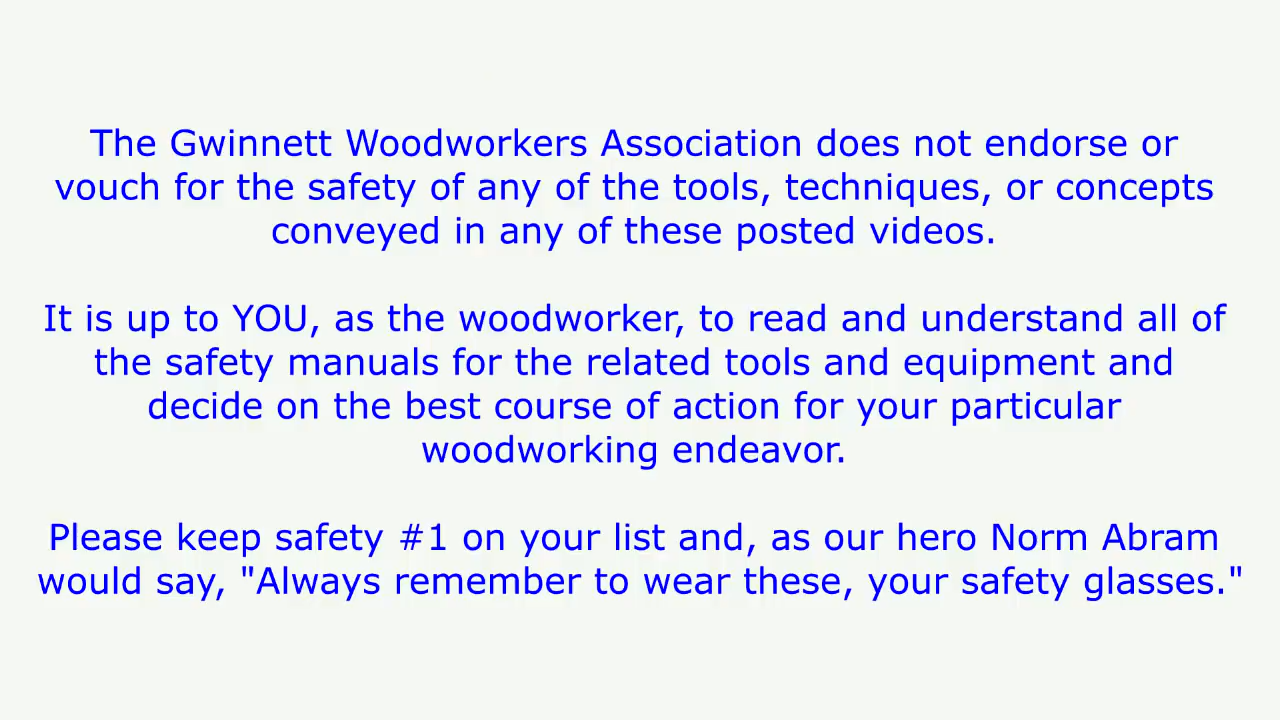 The Gwinnett Woodworkers Association does not endorse or
vouch for the safety of any of the tools, techniques, or concepts
conveyed in any of these posted videos.
It is up to YOU, as the woodworker, to read and understand all of
the safety manuals for the related tools and equipment and
decide on the best course of action for your particular
woodworking endeavor.
Please keep safety #1 on your list and, as our hero Norm Abram
would say, "Always remember to wear these, your safety glasses."